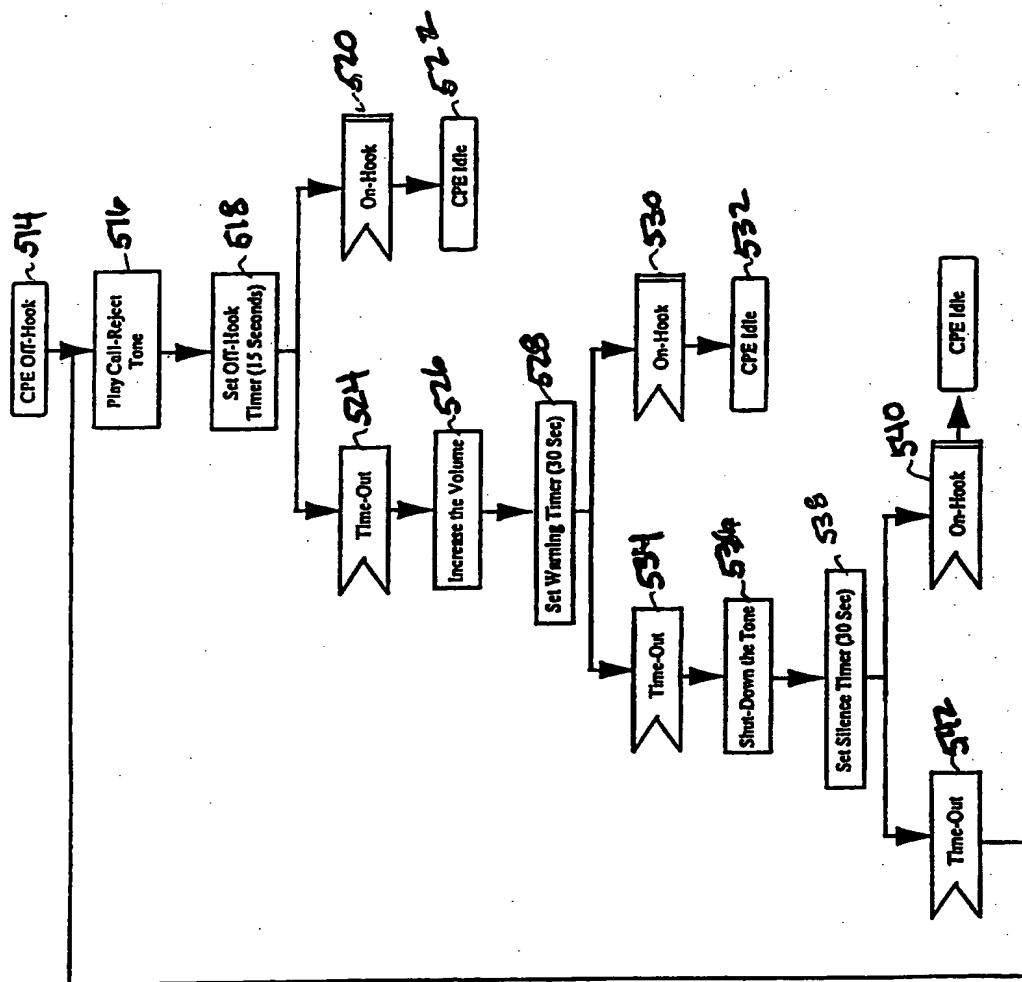 CPE Off-Hook
514
Play Call-Reject
Tone
516
Set Off-Hook
Timer (15 Seconds)
518
On-Hook
520
CPE Idle
522
Time-Out
524
Increase the Volume
526
Set Warning Timer (30 Sec)
528
On-Hook
530
CPE Idle
532
Time-Out
534
Shut-Down the Tone
536
Set Silence Timer (30 Sec)
538
On-Hook
540
CPE Idle
Time-Out
542